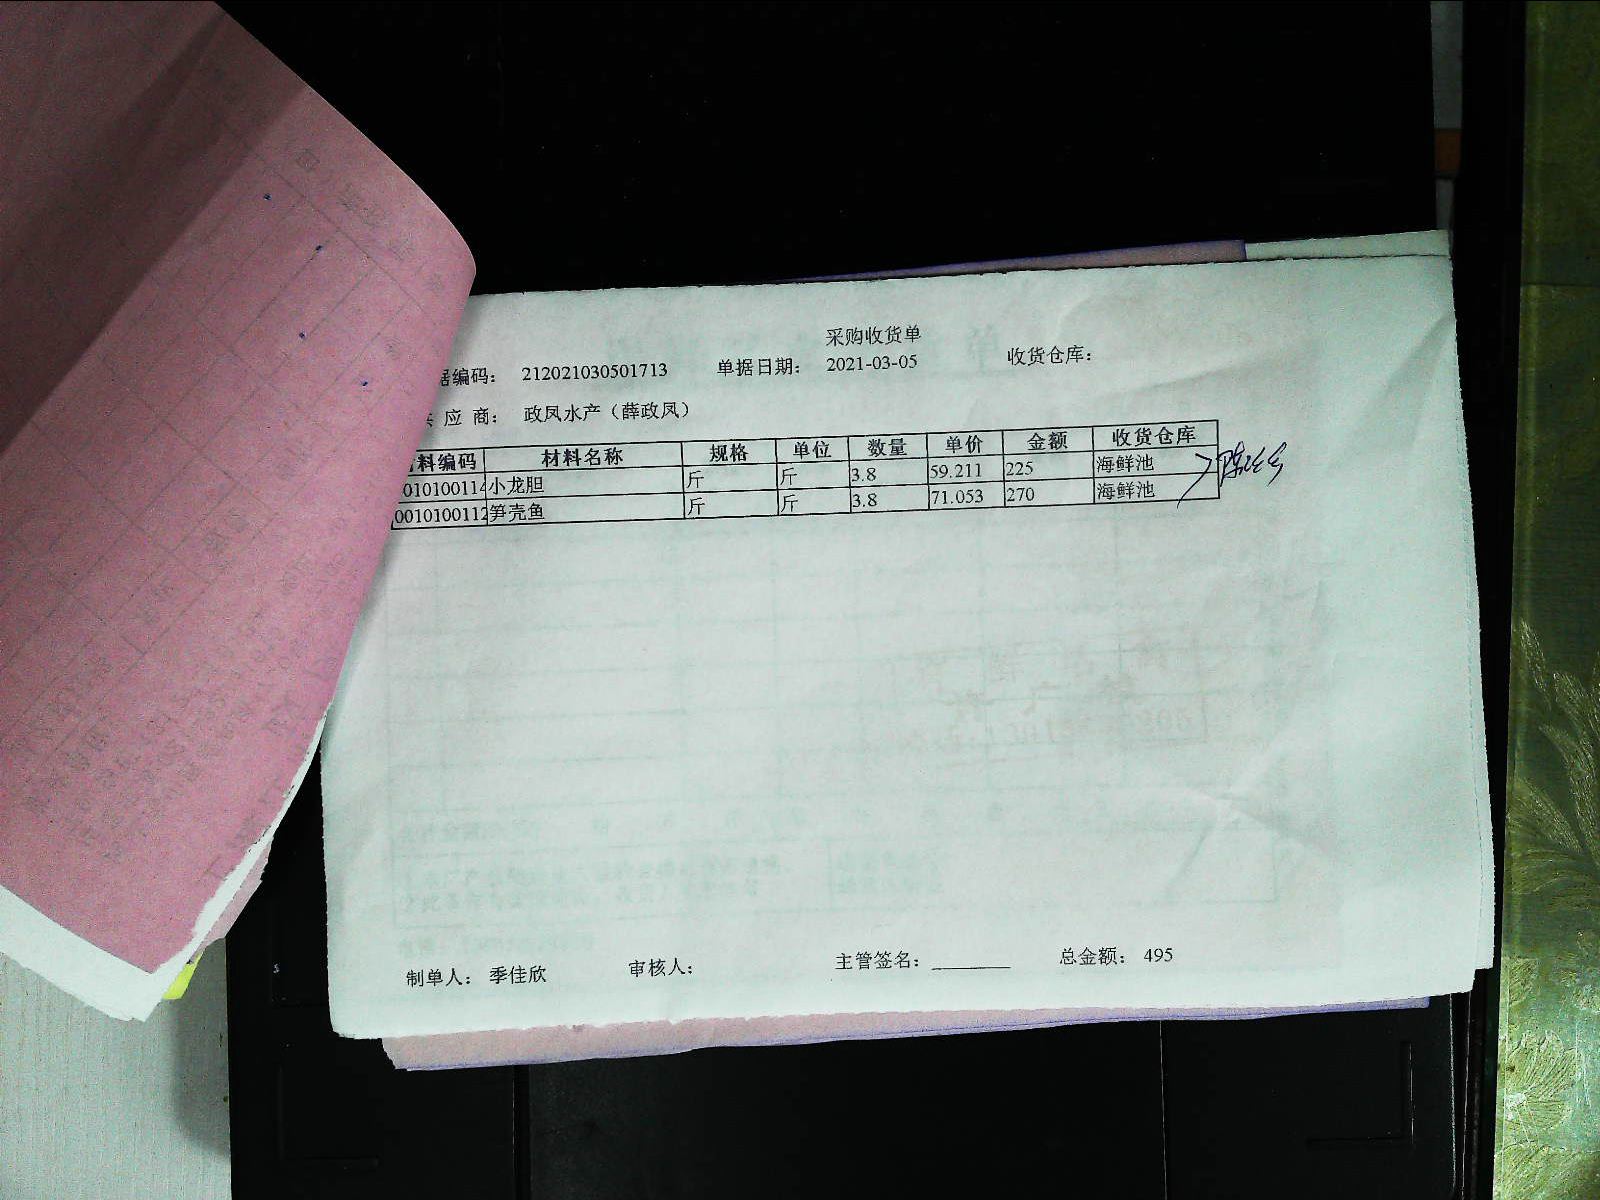 采购收货单
据编码： 212021030501713 单据日期： 2021-03-05 收货仓库：
供 应 商： 政凤水产（薛政凤）
料编码 材料名称 规格 单位 数量 单价 金额 收货仓库
010100114 小龙胆 斤 斤 3.8 59.211 225 海鲜池
0010100112 笋壳鱼 斤 斤 3.8 71.053 270 海鲜池
制单人： 季佳欣 审核人： 主管签名：________ 总金额： 495